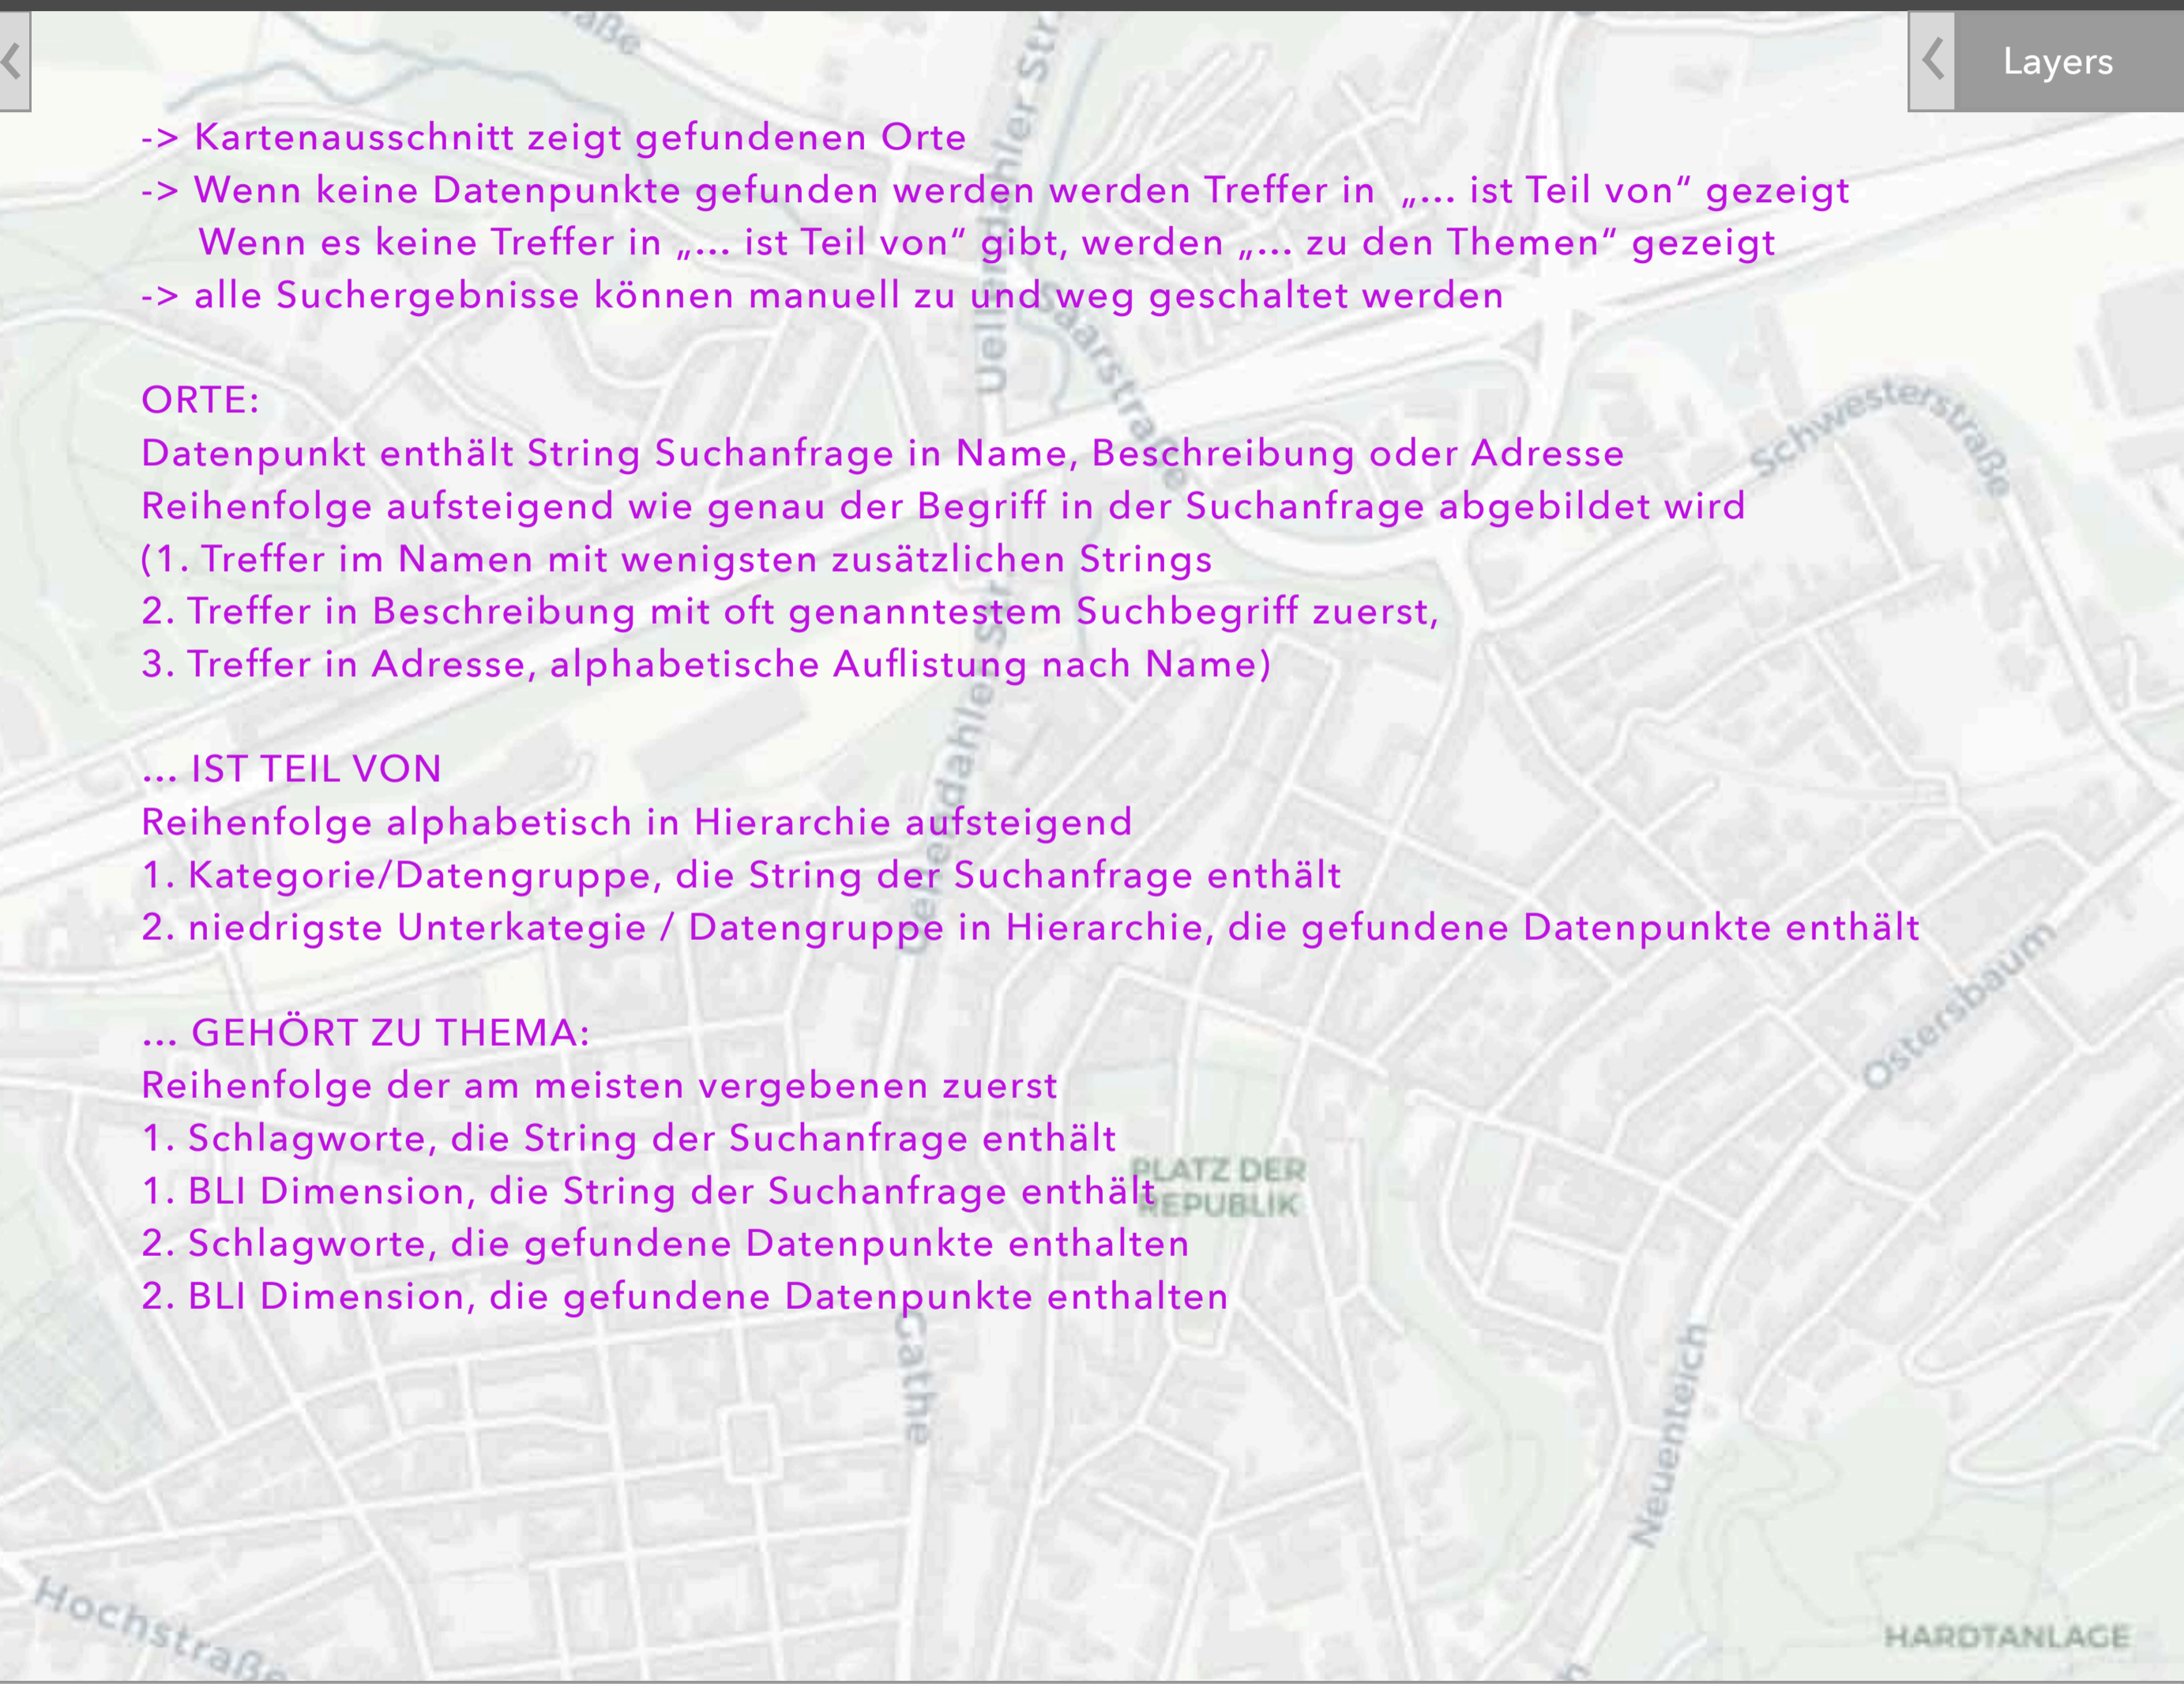 Layers
-> Kartenausschnitt zeigt gefundenen Orte
-> Wenn keine Datenpunkte gefunden werden werden Treffer in „... ist Teil von“ gezeigt
Wenn es keine Treffer in „... ist Teil von“ gibt, werden „... zu den Themen“ gezeigt
-> alle Suchergebnisse können manuell zu und weg geschaltet werden
ORTE:
Datenpunkt enthält String Suchanfrage in Name, Beschreibung oder Adresse
Reihenfolge aufsteigend wie genau der Begriff in der Suchanfrage abgebildet wird
(1. Treffer im Namen mit wenigsten zusätzlichen Strings
2. Treffer in Beschreibung mit oft genanntestem Suchbegriff zuerst,
3. Treffer in Adresse, alphabetische Auflistung nach Name)
... IST TEIL VON
Reihenfolge alphabetisch in Hierarchie aufsteigend
1. Kategorie/Datengruppe, die String der Suchanfrage enthält
2. niedrigste Unterkategie / Datengruppe in Hierarchie, die gefundene Datenpunkte enthält
... GEHÖRT ZU THEMA:
Reihenfolge der am meisten vergebenen zuerst
1. Schlagworte, die String der Suchanfrage enthält
1. BLI Dimension, die String der Suchanfrage enthält
2. Schlagworte, die gefundene Datenpunkte enthalten
2. BLI Dimension, die gefundene Datenpunkte enthalten
Saarstraße
Schwesterstraße
Ostersbaum
PLATZ DER
REPUBLIK
Gathe
Neuenteich
Hochstraße
HARDTANLAGE